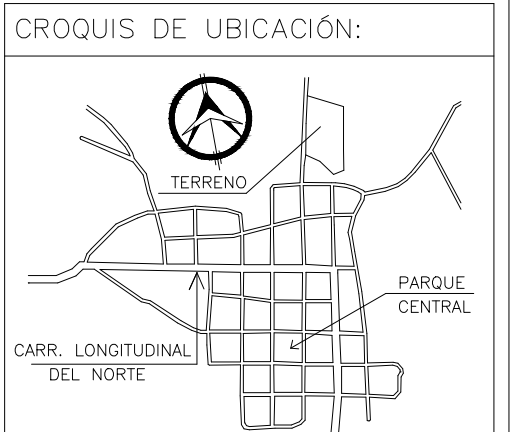 CROQUIS DE UBICACIÓN:
TERRENO
PARQUE
CENTRAL
CARR. LONGITUDINAL
DEL NORTE